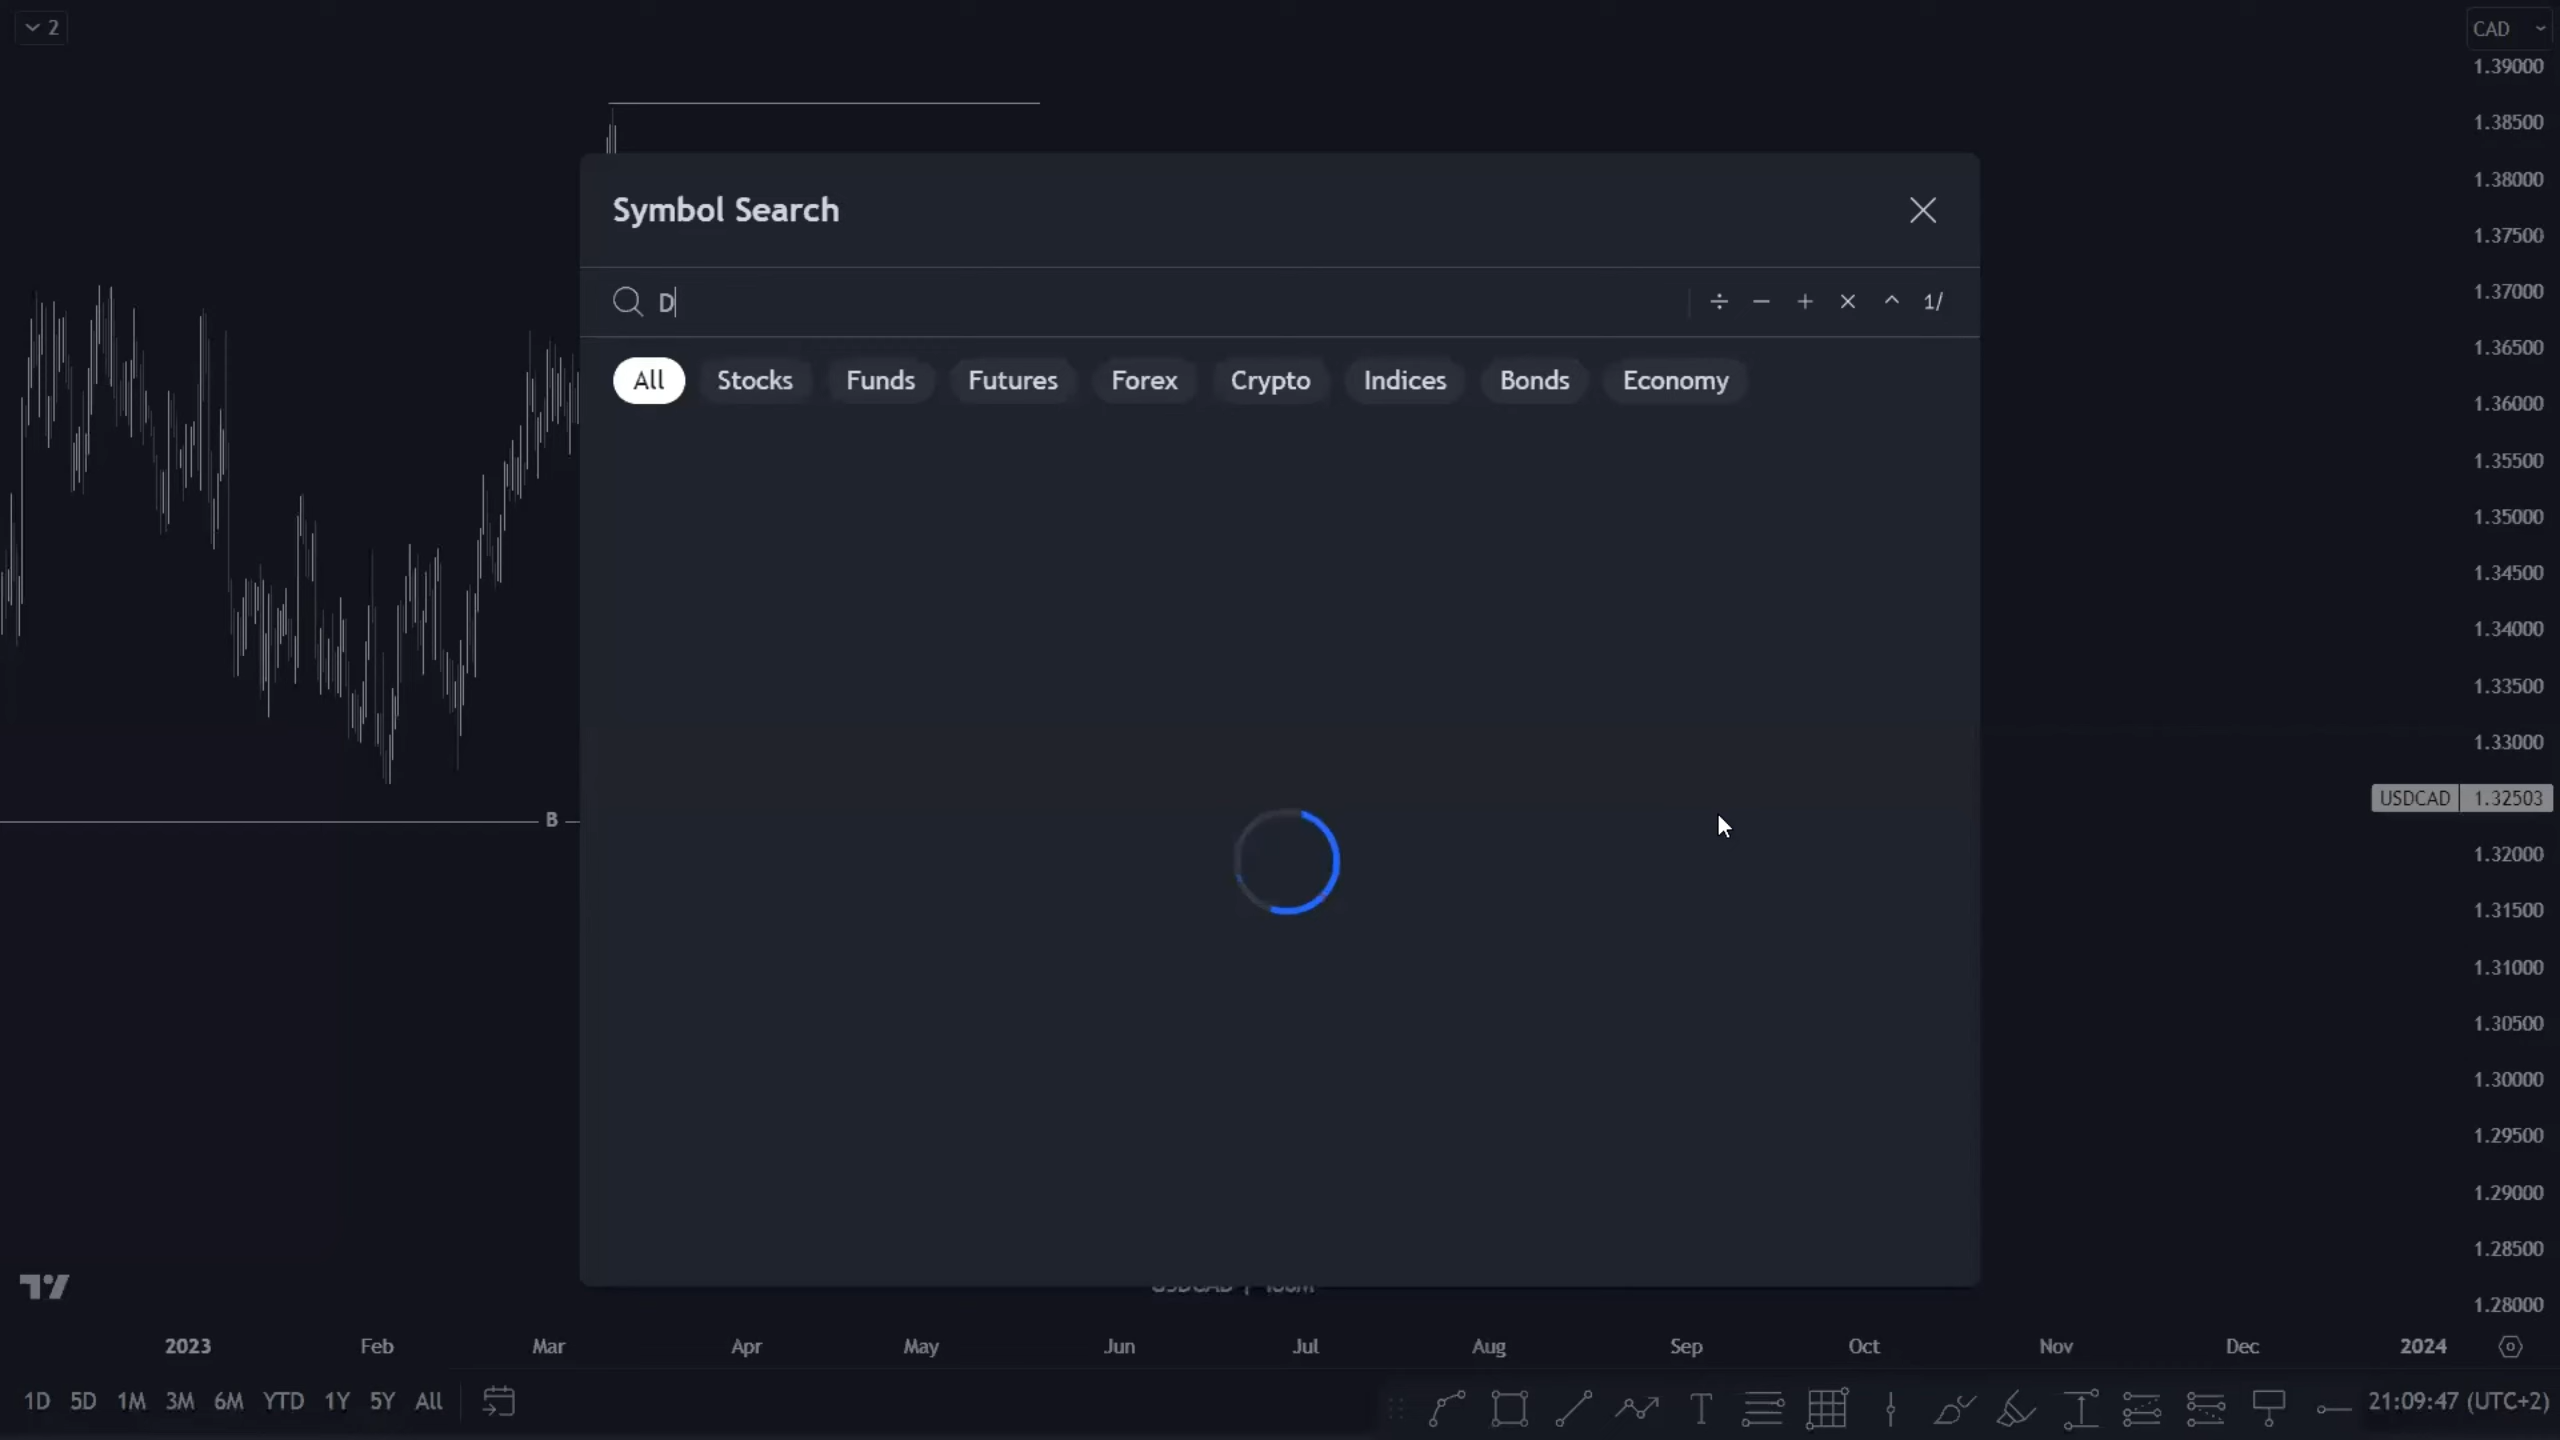 2
CAD
1.39000
1.38500
1.38000
1.37500
1.37000
1.36500
1.36000
1.35500
1.35000
1.34500
1.34000
1.33500
1.33000
USDCAD 1.32503
1.32000
1.31500
1.31000
1.30500
1.30000
1.29500
1.29000
1.28500
1.28000
Symbol Search
D
÷ − + × ^ 1/
All Stocks Funds Futures Forex Crypto Indices Bonds Economy
B
2023 Feb Mar Apr May Jun Jul Aug Sep Oct Nov Dec 2024
1D 5D 1M 3M 6M YTD 1Y 5Y All
21:09:47 (UTC+2)